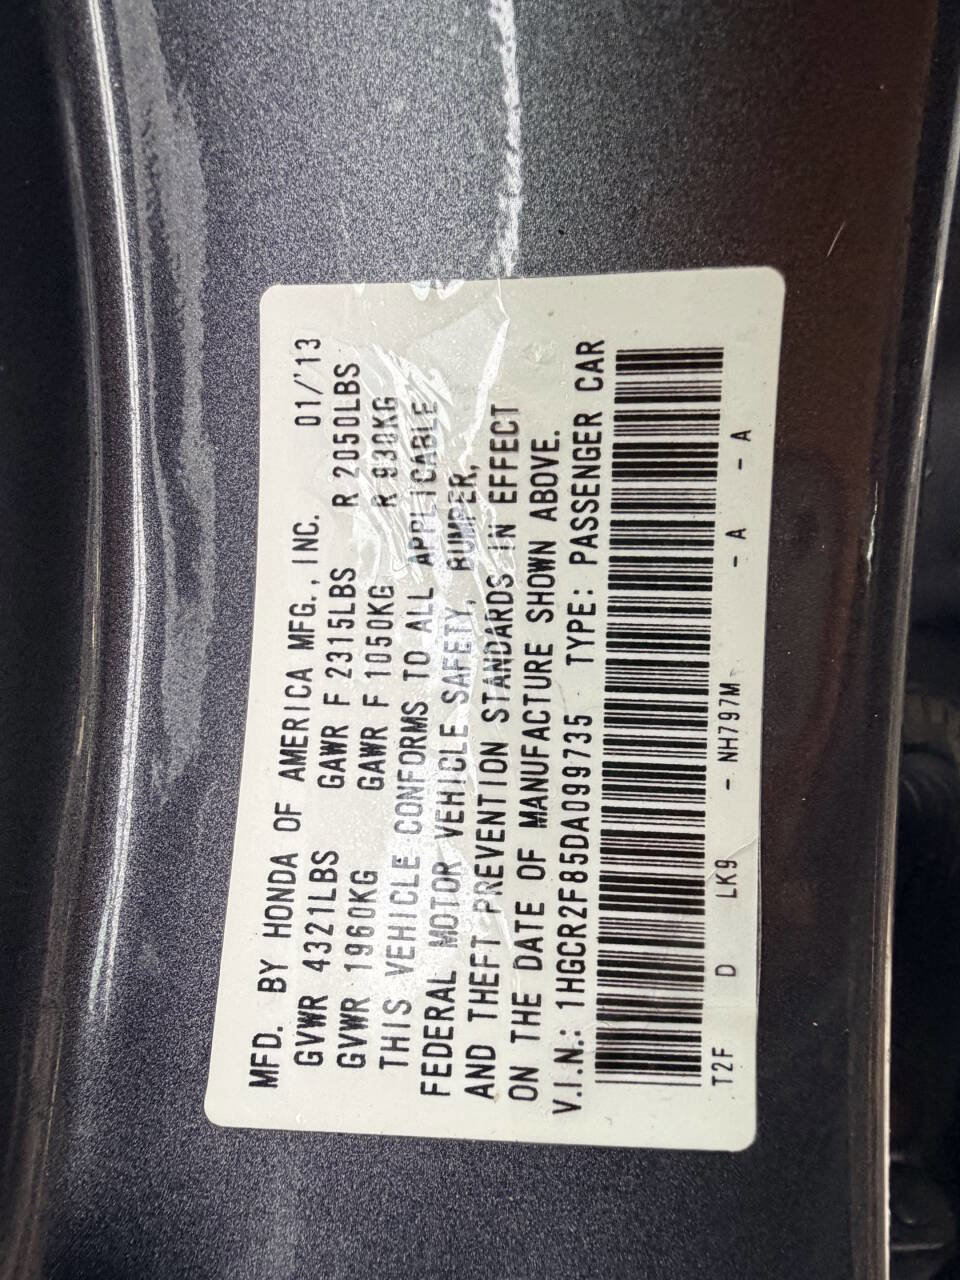 MFD. BY HONDA OF AMERICA MFG., INC. 01/'13
GVWR 4321LBS GAWR F 2315LBS R 2050LBS
GVWR 1960KG GAWR F 1050KG R 930KG
THIS VEHICLE CONFORMS TO ALL APPLICABLE
FEDERAL MOTOR VEHICLE SAFETY, BUMPER,
AND THEFT PREVENTION STANDARDS IN EFFECT
ON THE DATE OF MANUFACTURE SHOWN ABOVE.
V.I.N.: 1HGCR2F85DA099735 TYPE: PASSENGER CAR
T2F D LK9 - NH797M - A - A